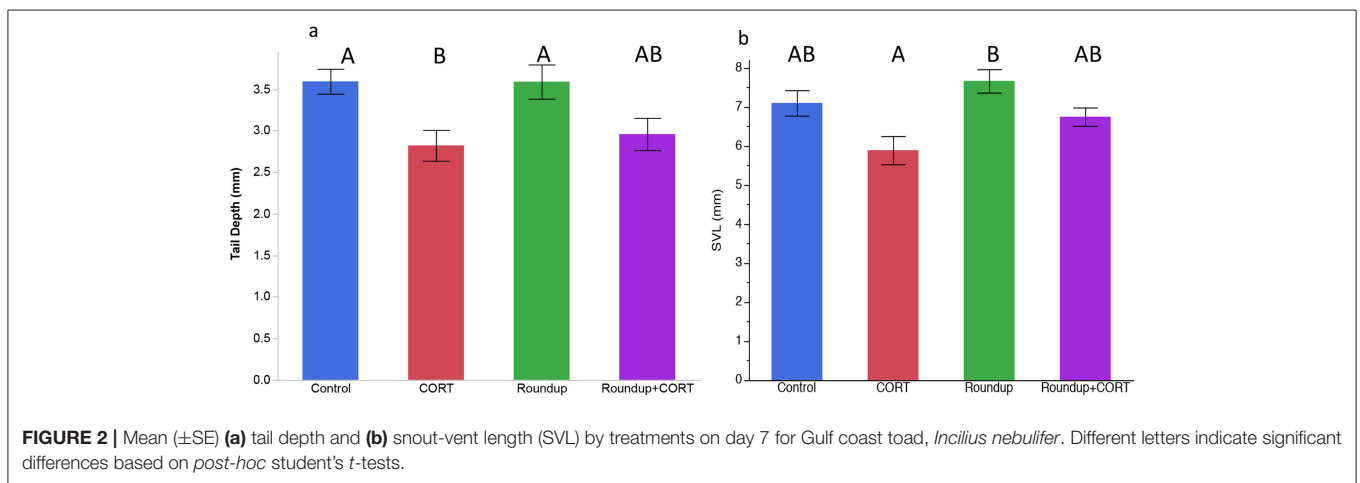 a
A B A AB
3.5
3.0
2.5
2.0
1.5
1.0
0.5
0.0
Tail Depth (mm)
Control CORT Roundup Roundup+CORT
b
AB A B AB
8
7
6
5
4
3
2
1
0
SVL (mm)
Control CORT Roundup Roundup+CORT
FIGURE 2 | Mean (±SE) (a) tail depth and (b) snout-vent length (SVL) by treatments on day 7 for Gulf coast toad, Incilius nebulifer. Different letters indicate significant
differences based on post-hoc student's t-tests.